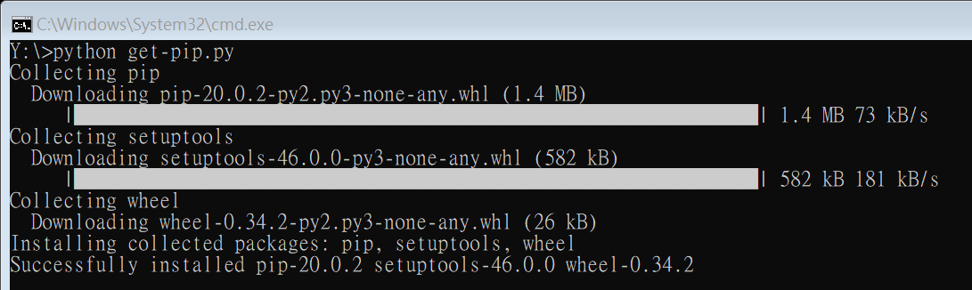 C:\Windows\System32\cmd.exe
Y:\>python get-pip.py
Collecting pip
Downloading pip-20.0.2-py2.py3-none-any.whl (1.4 MB)
| | 1.4 MB 73 kB/s
Collecting setuptools
Downloading setuptools-46.0.0-py3-none-any.whl (582 kB)
| | 582 kB 181 kB/s
Collecting wheel
Downloading wheel-0.34.2-py2.py3-none-any.whl (26 kB)
Installing collected packages: pip, setuptools, wheel
Successfully installed pip-20.0.2 setuptools-46.0.0 wheel-0.34.2